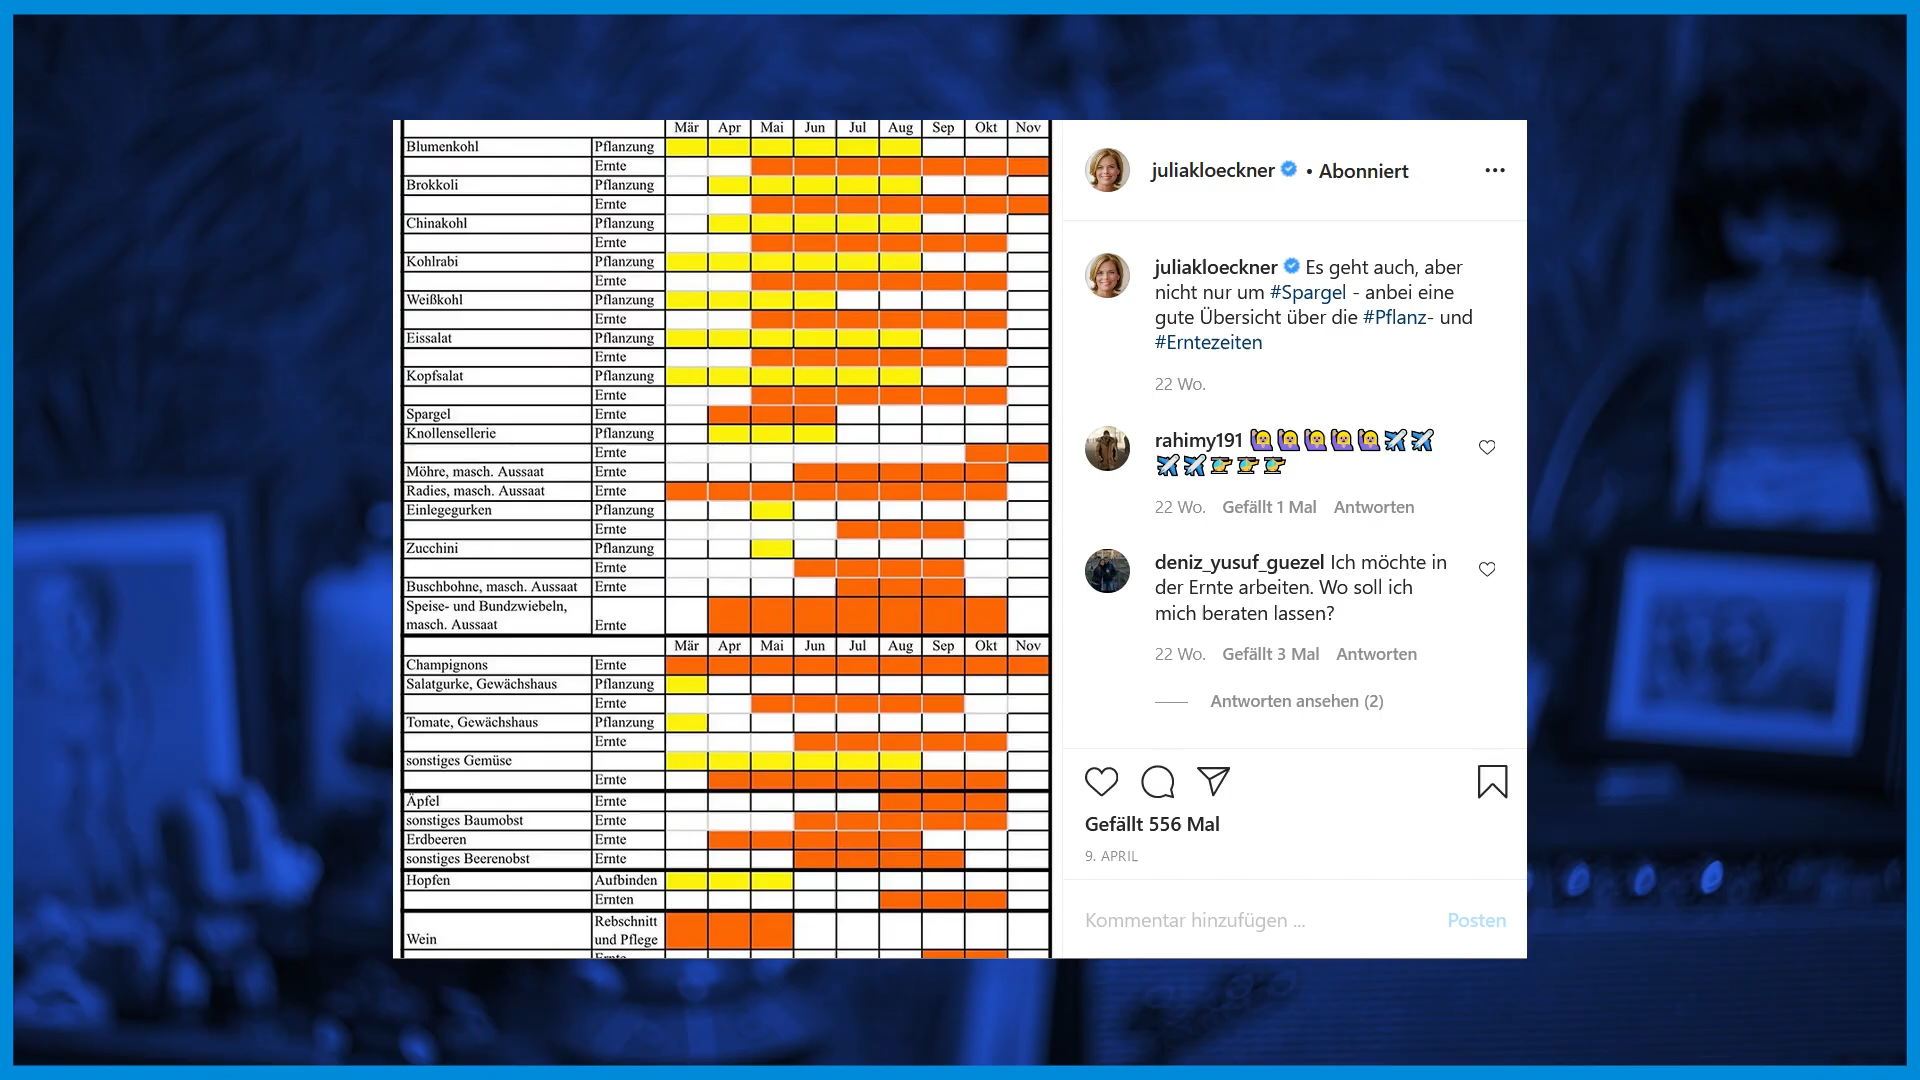 Mär Apr Mai Jun Jul Aug Sep Okt Nov
Blumenkohl Pflanzung
Ernte
Brokkoli Pflanzung
Ernte
Chinakohl Pflanzung
Ernte
Kohlrabi Pflanzung
Ernte
Weißkohl Pflanzung
Ernte
Eissalat Pflanzung
Ernte
Kopfsalat Pflanzung
Ernte
Spargel Ernte
Knollensellerie Pflanzung
Ernte
Möhre, masch. Aussaat Ernte
Radies, masch. Aussaat Ernte
Einlegegurken Pflanzung
Ernte
Zucchini Pflanzung
Ernte
Buschbohne, masch. Aussaat Ernte
Speise- und Bundzwiebeln,
masch. Aussaat Ernte
Mär Apr Mai Jun Jul Aug Sep Okt Nov
Champignons Ernte
Salatgurke, Gewächshaus Pflanzung
Ernte
Tomate, Gewächshaus Pflanzung
Ernte
sonstiges Gemüse
Ernte
Äpfel Ernte
sonstiges Baumobst Ernte
Erdbeeren Ernte
sonstiges Beerenobst Ernte
Hopfen Aufbinden
Ernten
Rebschnitt
Wein und Pflege
Ernte
juliakloeckner • Abonniert
juliakloeckner Es geht auch, aber
nicht nur um #Spargel - anbei eine
gute Übersicht über die #Pflanz- und
#Erntezeiten
22 Wo.
rahimy191
22 Wo. Gefällt 1 Mal Antworten
deniz_yusuf_guezel Ich möchte in
der Ernte arbeiten. Wo soll ich
mich beraten lassen?
22 Wo. Gefällt 3 Mal Antworten
Antworten ansehen (2)
Gefällt 556 Mal
9. APRIL
Kommentar hinzufügen ... Posten